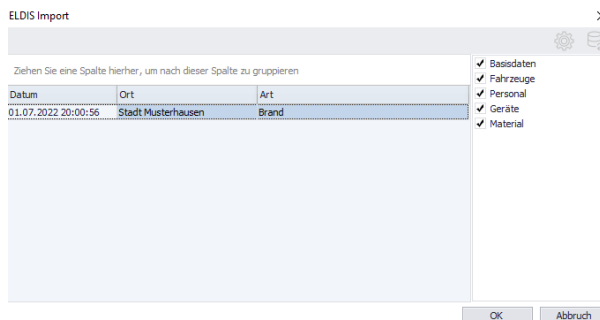 ELDIS Import
Ziehen Sie eine Spalte hierher, um nach dieser Spalte zu gruppieren
Datum Ort Art
01.07.2022 20:00:56 Stadt Musterhausen Brand
Basisdaten
Fahrzeuge
Personal
Geräte
Material
OK Abbruch